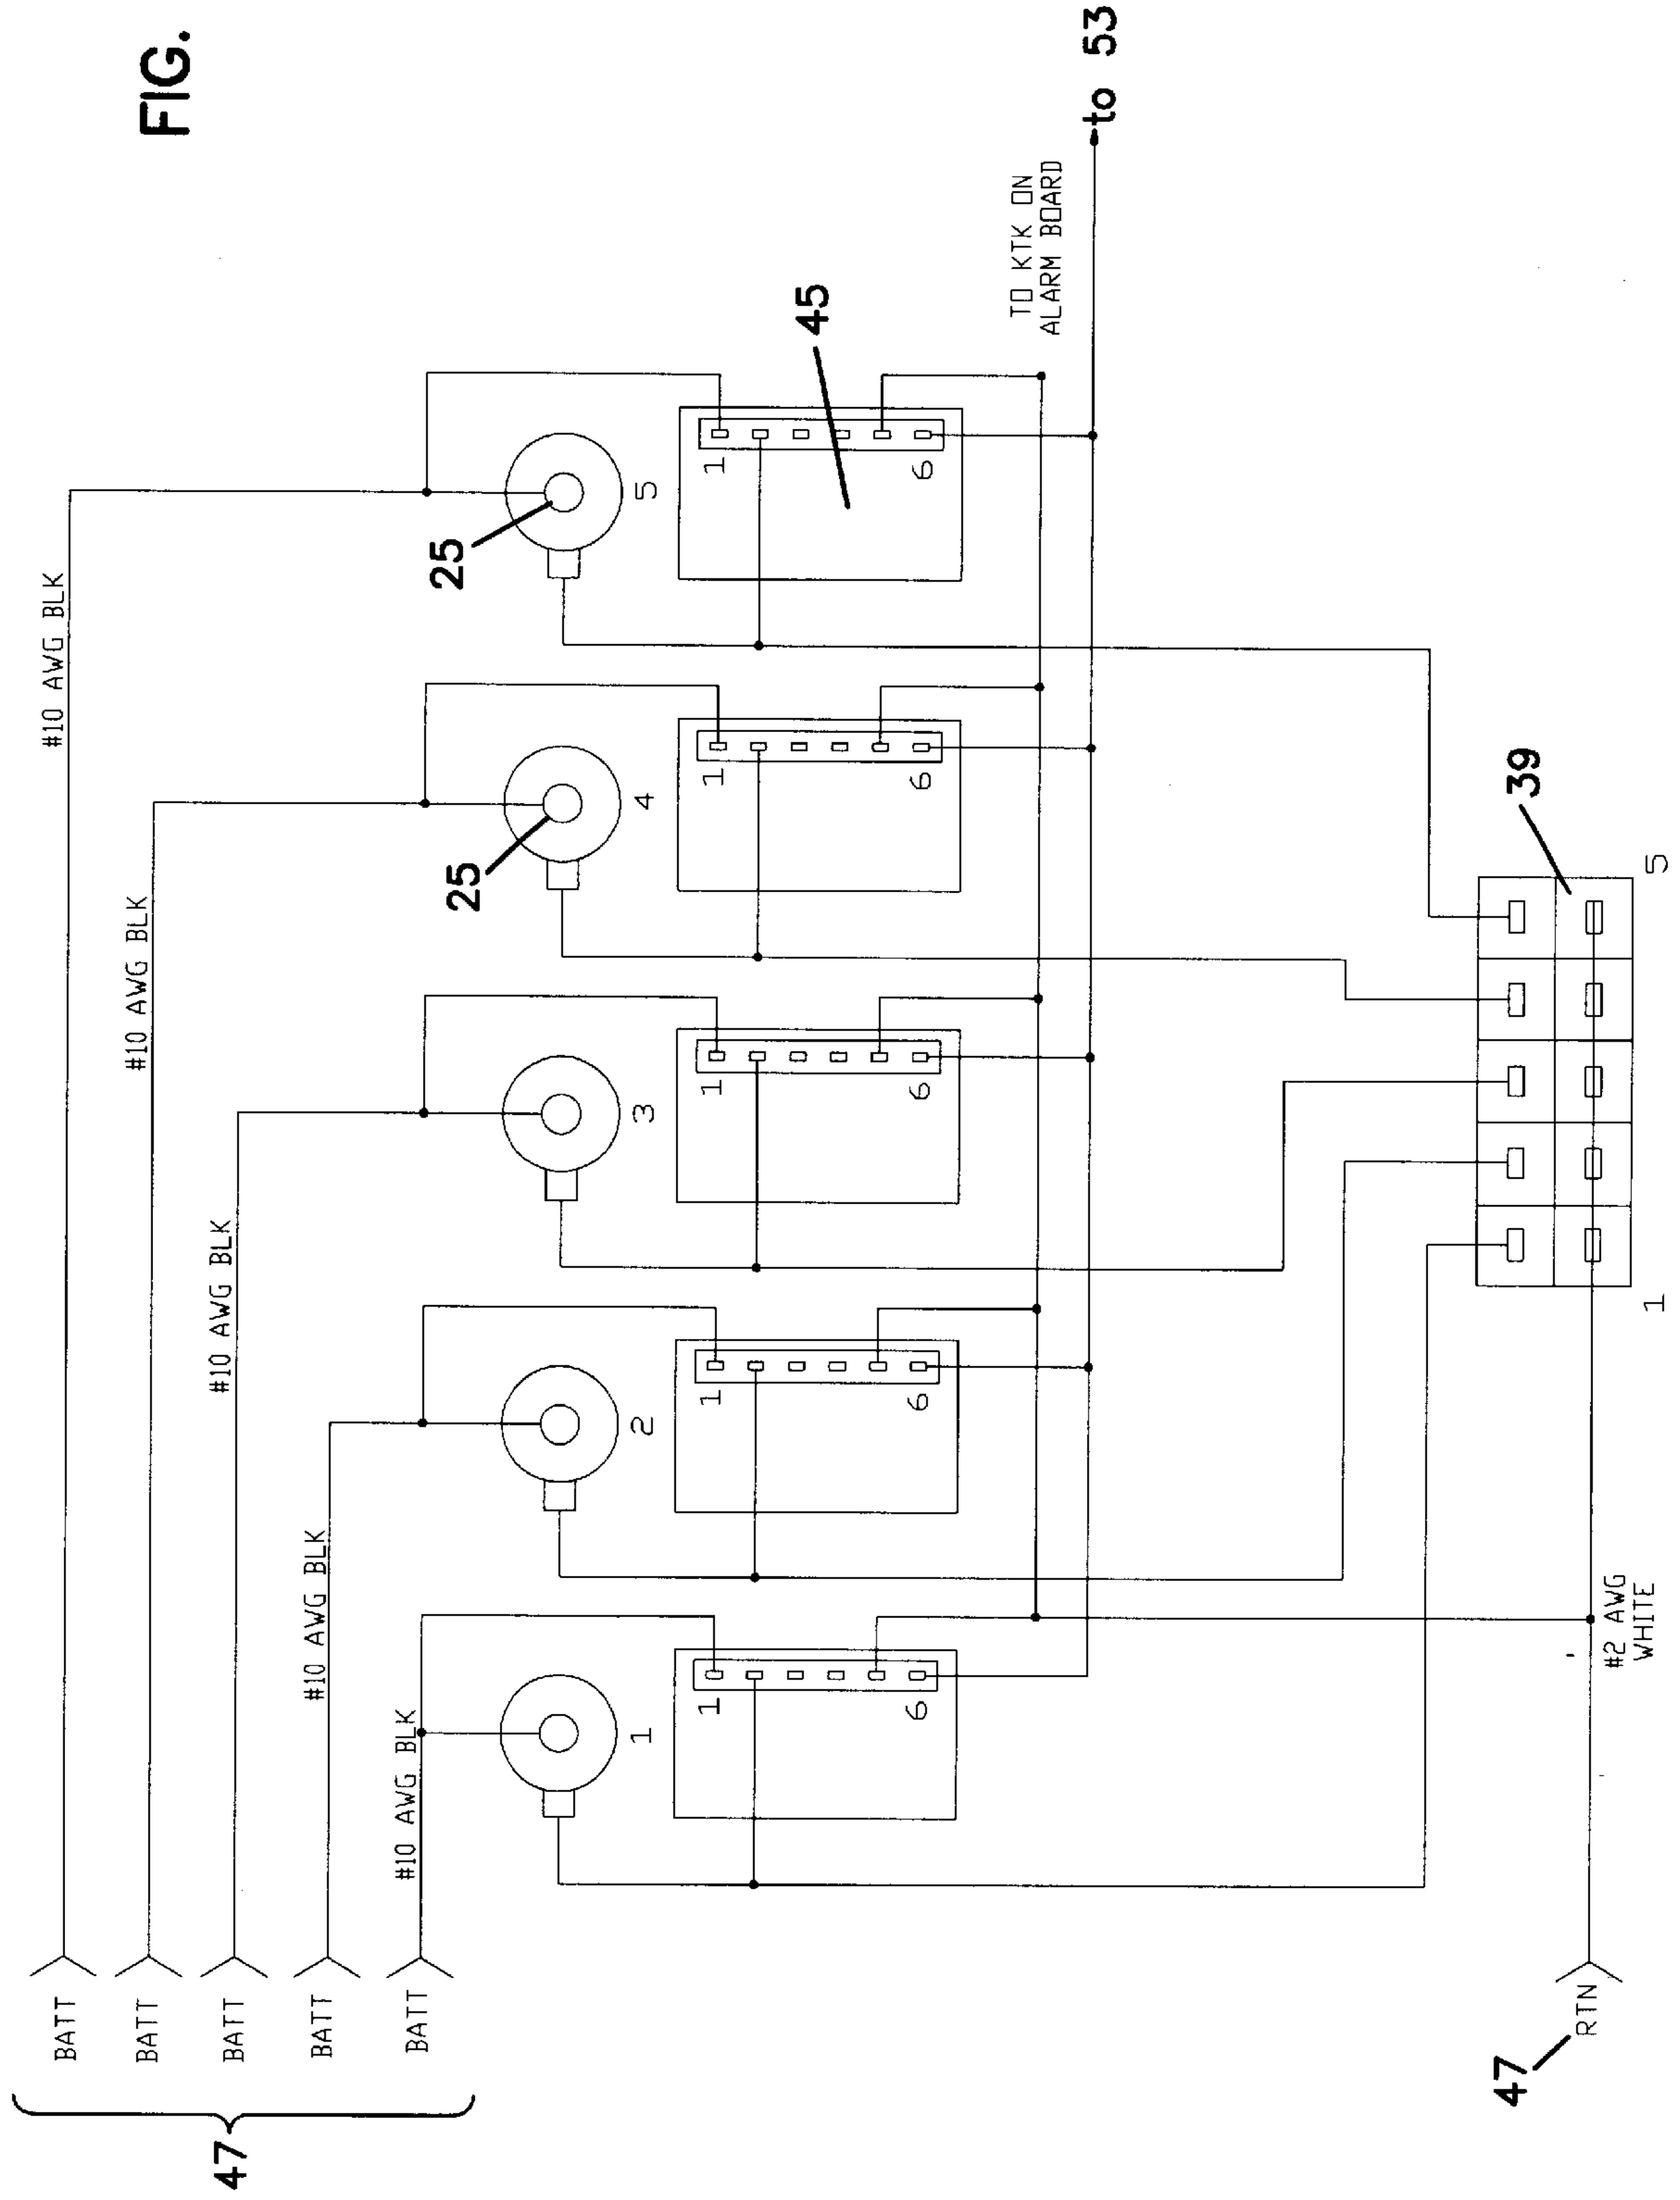 FIG.
47
BATT
#10 AWG BLK
BATT
#10 AWG BLK
BATT
#10 AWG BLK
BATT
#10 AWG BLK
BATT
#10 AWG BLK
25
25
1
2
3
4
5
1
6
1
6
1
6
1
6
1
6
45
TO KTK ON
ALARM BOARD
to 53
39
1
5
47
RTN
#2 AWG
WHITE